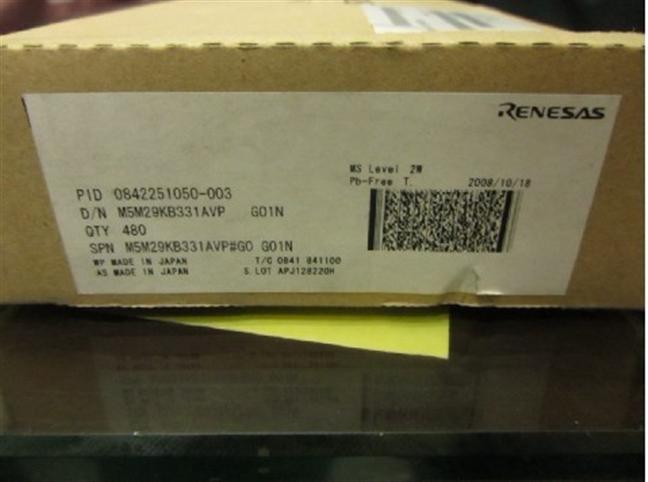 RENESAS
MS Level 2W
Pb-Free T. 2008/10/18
PID 0842251050-003
D/N M5M29KB331AVP G01N
QTY 480
SPN M5M29KB331AVP#G0 G01N
WP MADE IN JAPAN T/C 0841 841100
AS MADE IN JAPAN S.LOT APJ128220H